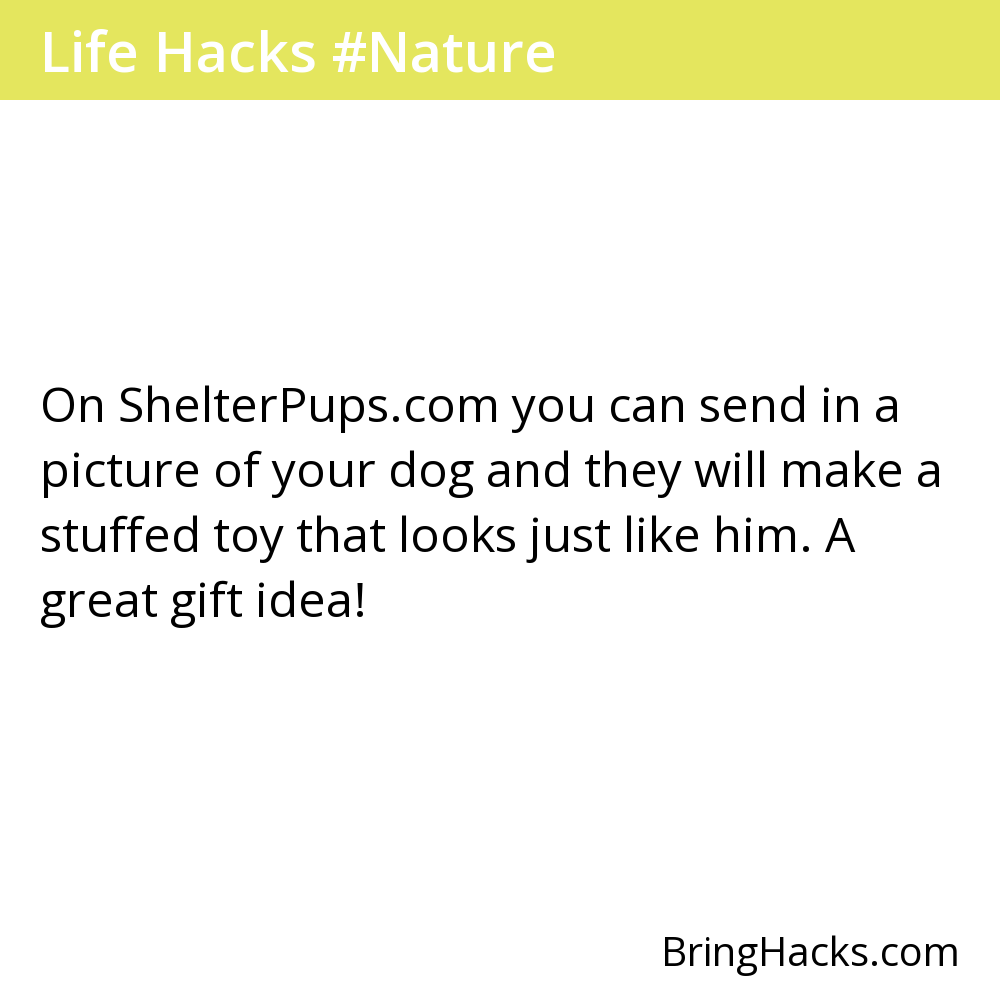 Life Hacks #Nature
On ShelterPups.com you can send in a
picture of your dog and they will make a
stuffed toy that looks just like him. A
great gift idea!
BringHacks.com